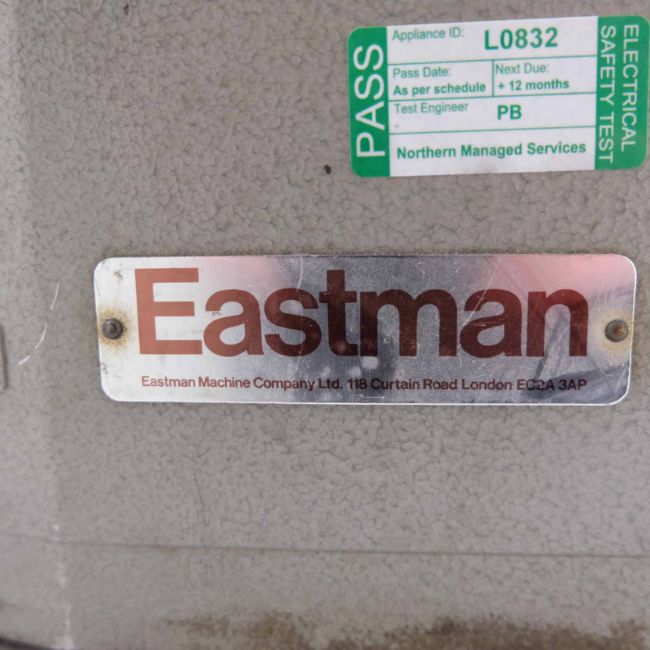 PASS
Appliance ID: L0832
Pass Date: Next Due:
As per schedule + 12 months
Test Engineer PB
Northern Managed Services
ELECTRICAL
SAFETY TEST
Eastman
Eastman Machine Company Ltd. 118 Curtain Road London EC2A 3AP